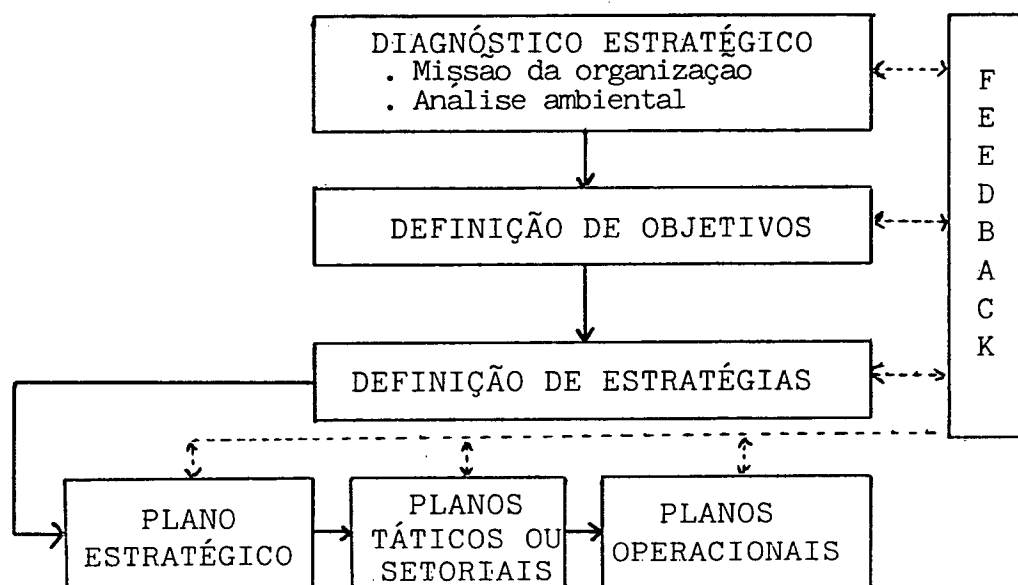 DIAGNÓSTICO ESTRATÉGICO
. Missão da organização
. Análise ambiental
DEFINIÇÃO DE OBJETIVOS
DEFINIÇÃO DE ESTRATÉGIAS
PLANO
ESTRATÉGICO
PLANOS
TÁTICOS OU
SETORIAIS
PLANOS
OPERACIONAIS
F
E
E
D
B
A
C
K